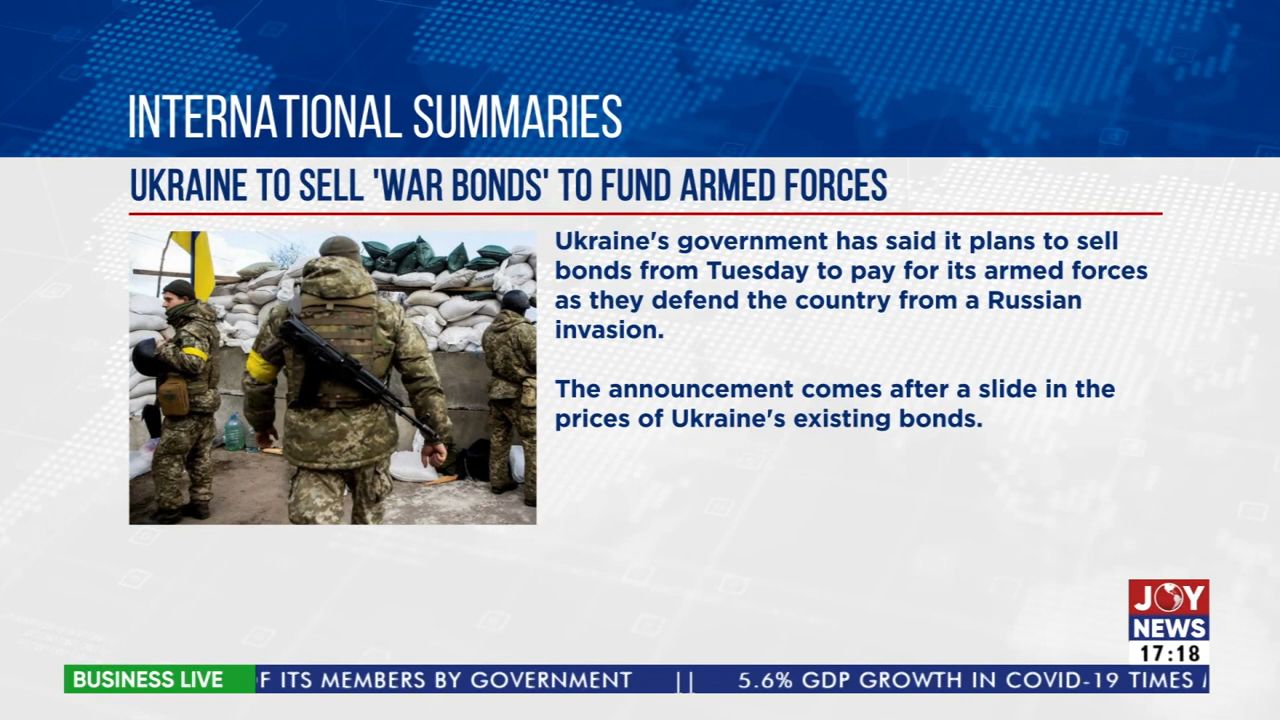 INTERNATIONAL SUMMARIES
UKRAINE TO SELL 'WAR BONDS' TO FUND ARMED FORCES
Ukraine's government has said it plans to sell
bonds from Tuesday to pay for its armed forces
as they defend the country from a Russian
invasion.
The announcement comes after a slide in the
prices of Ukraine's existing bonds.
JOY
NEWS
17:18
BUSINESS LIVE
F ITS MEMBERS BY GOVERNMENT || 5.6% GDP GROWTH IN COVID-19 TIMES